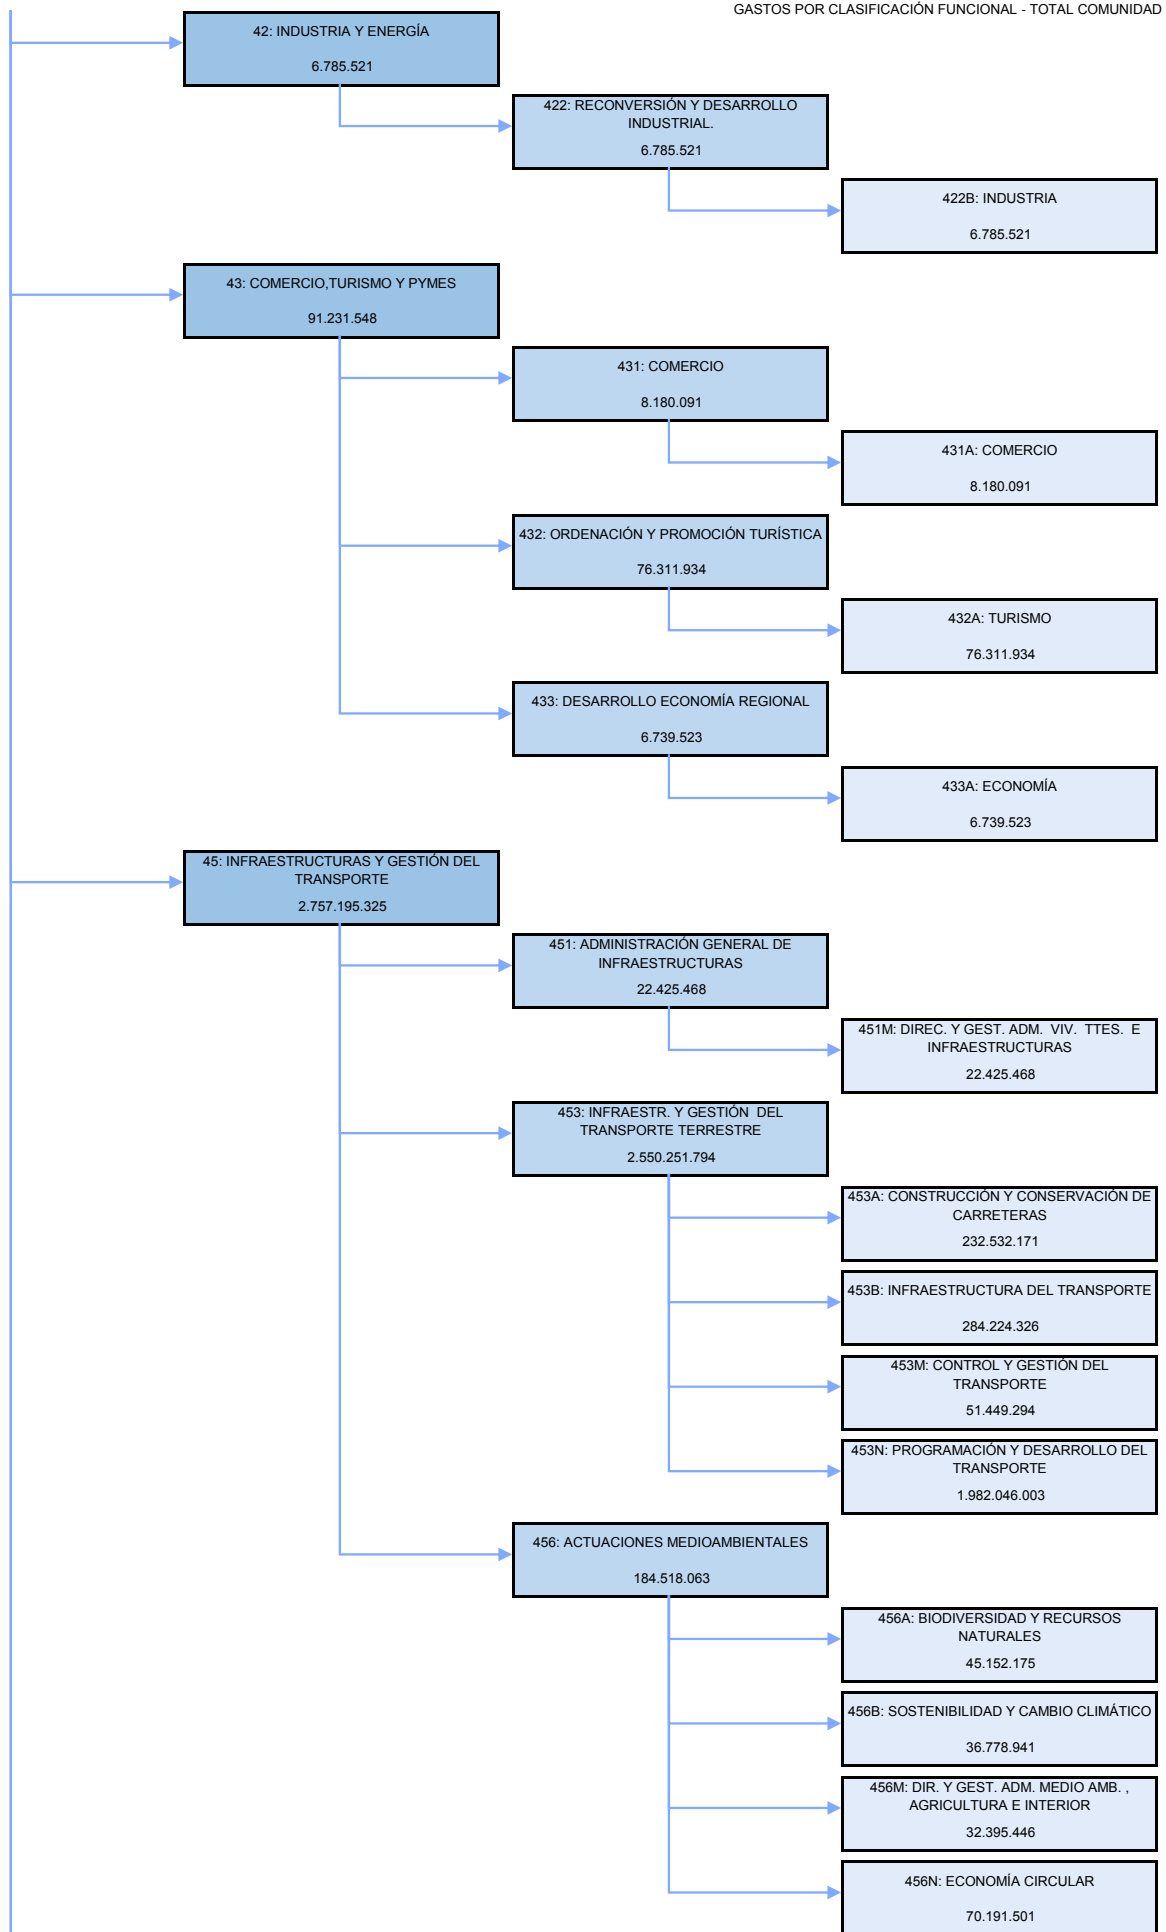 GASTOS POR CLASIFICACIÓN FUNCIONAL - TOTAL COMUNIDAD
42: INDUSTRIA Y ENERGÍA
6.785.521
422: RECONVERSIÓN Y DESARROLLO
INDUSTRIAL.
6.785.521
422B: INDUSTRIA
6.785.521
43: COMERCIO,TURISMO Y PYMES
91.231.548
431: COMERCIO
8.180.091
431A: COMERCIO
8.180.091
432: ORDENACIÓN Y PROMOCIÓN TURÍSTICA
76.311.934
432A: TURISMO
76.311.934
433: DESARROLLO ECONOMÍA REGIONAL
6.739.523
433A: ECONOMÍA
6.739.523
45: INFRAESTRUCTURAS Y GESTIÓN DEL
TRANSPORTE
2.757.195.325
451: ADMINISTRACIÓN GENERAL DE
INFRAESTRUCTURAS
22.425.468
451M: DIREC. Y GEST. ADM. VIV. TTES. E
INFRAESTRUCTURAS
22.425.468
453: INFRAESTR. Y GESTIÓN DEL
TRANSPORTE TERRESTRE
2.550.251.794
453A: CONSTRUCCIÓN Y CONSERVACIÓN DE
CARRETERAS
232.532.171
453B: INFRAESTRUCTURA DEL TRANSPORTE
284.224.326
453M: CONTROL Y GESTIÓN DEL
TRANSPORTE
51.449.294
453N: PROGRAMACIÓN Y DESARROLLO DEL
TRANSPORTE
1.982.046.003
456: ACTUACIONES MEDIOAMBIENTALES
184.518.063
456A: BIODIVERSIDAD Y RECURSOS
NATURALES
45.152.175
456B: SOSTENIBILIDAD Y CAMBIO CLIMÁTICO
36.778.941
456M: DIR. Y GEST. ADM. MEDIO AMB. ,
AGRICULTURA E INTERIOR
32.395.446
456N: ECONOMÍA CIRCULAR
70.191.501